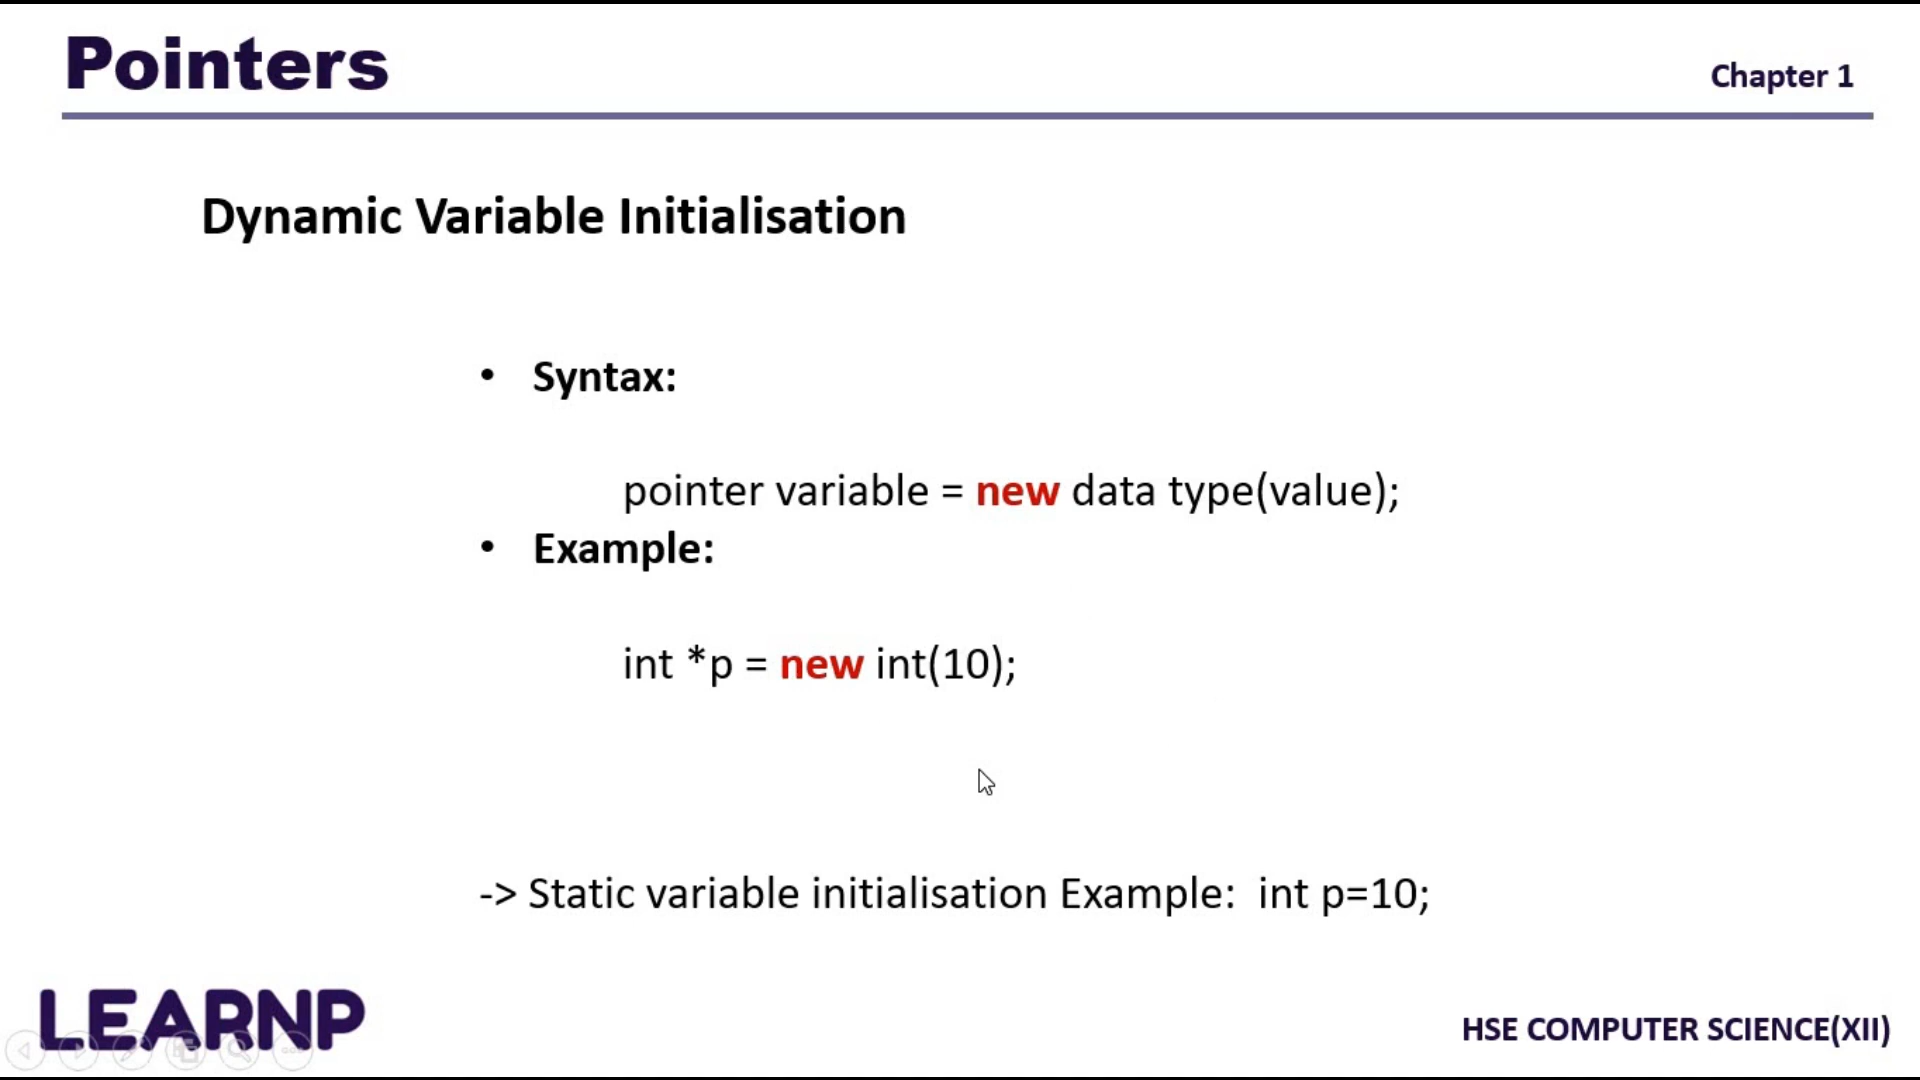 Pointers
Chapter 1
Dynamic Variable Initialisation
• Syntax:
pointer variable = new data type(value);
• Example:
int *p = new int(10);
-> Static variable initialisation Example:  int p=10;
LEARNP
HSE COMPUTER SCIENCE(XII)